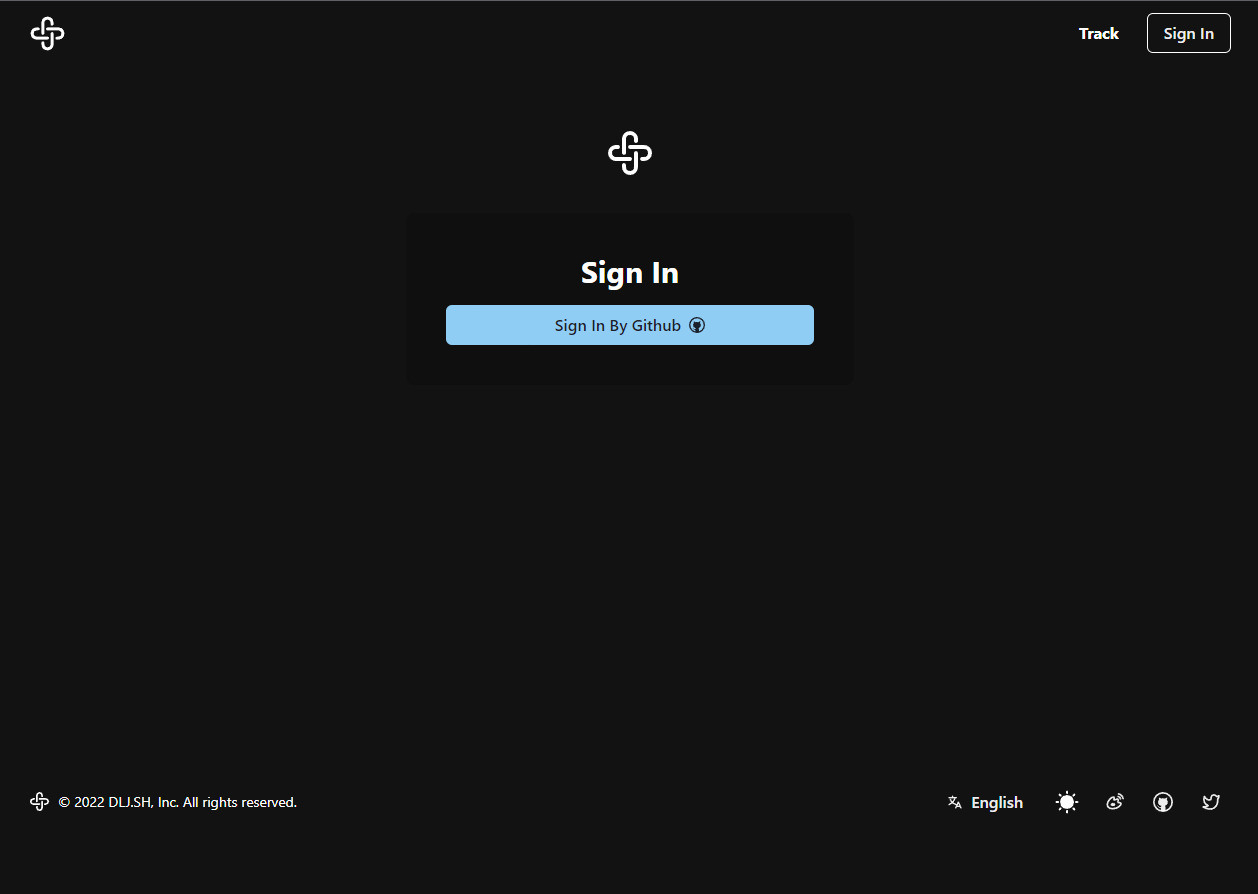 Track
Sign In
Sign In
Sign In By Github
© 2022 DLJ.SH, Inc. All rights reserved.
English